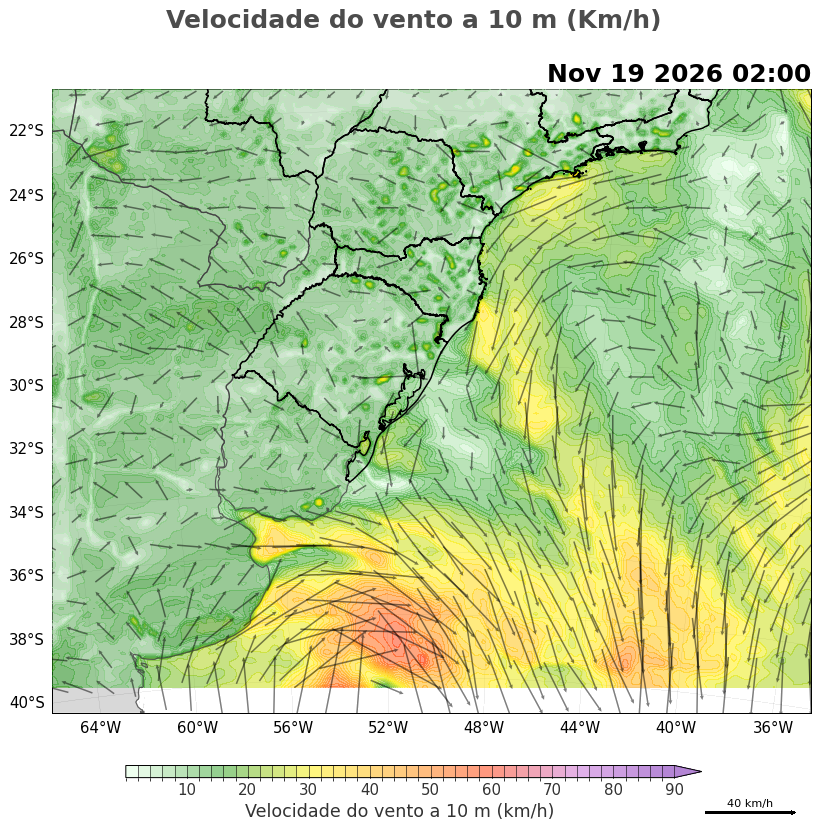 Velocidade do vento a 10 m (Km/h)
Nov 19 2026 02:00
22°S
24°S
26°S
28°S
30°S
32°S
34°S
36°S
38°S
40°S
64°W 60°W 56°W 52°W 48°W 44°W 40°W 36°W
10 20 30 40 50 60 70 80 90
Velocidade do vento a 10 m (km/h)
40 km/h